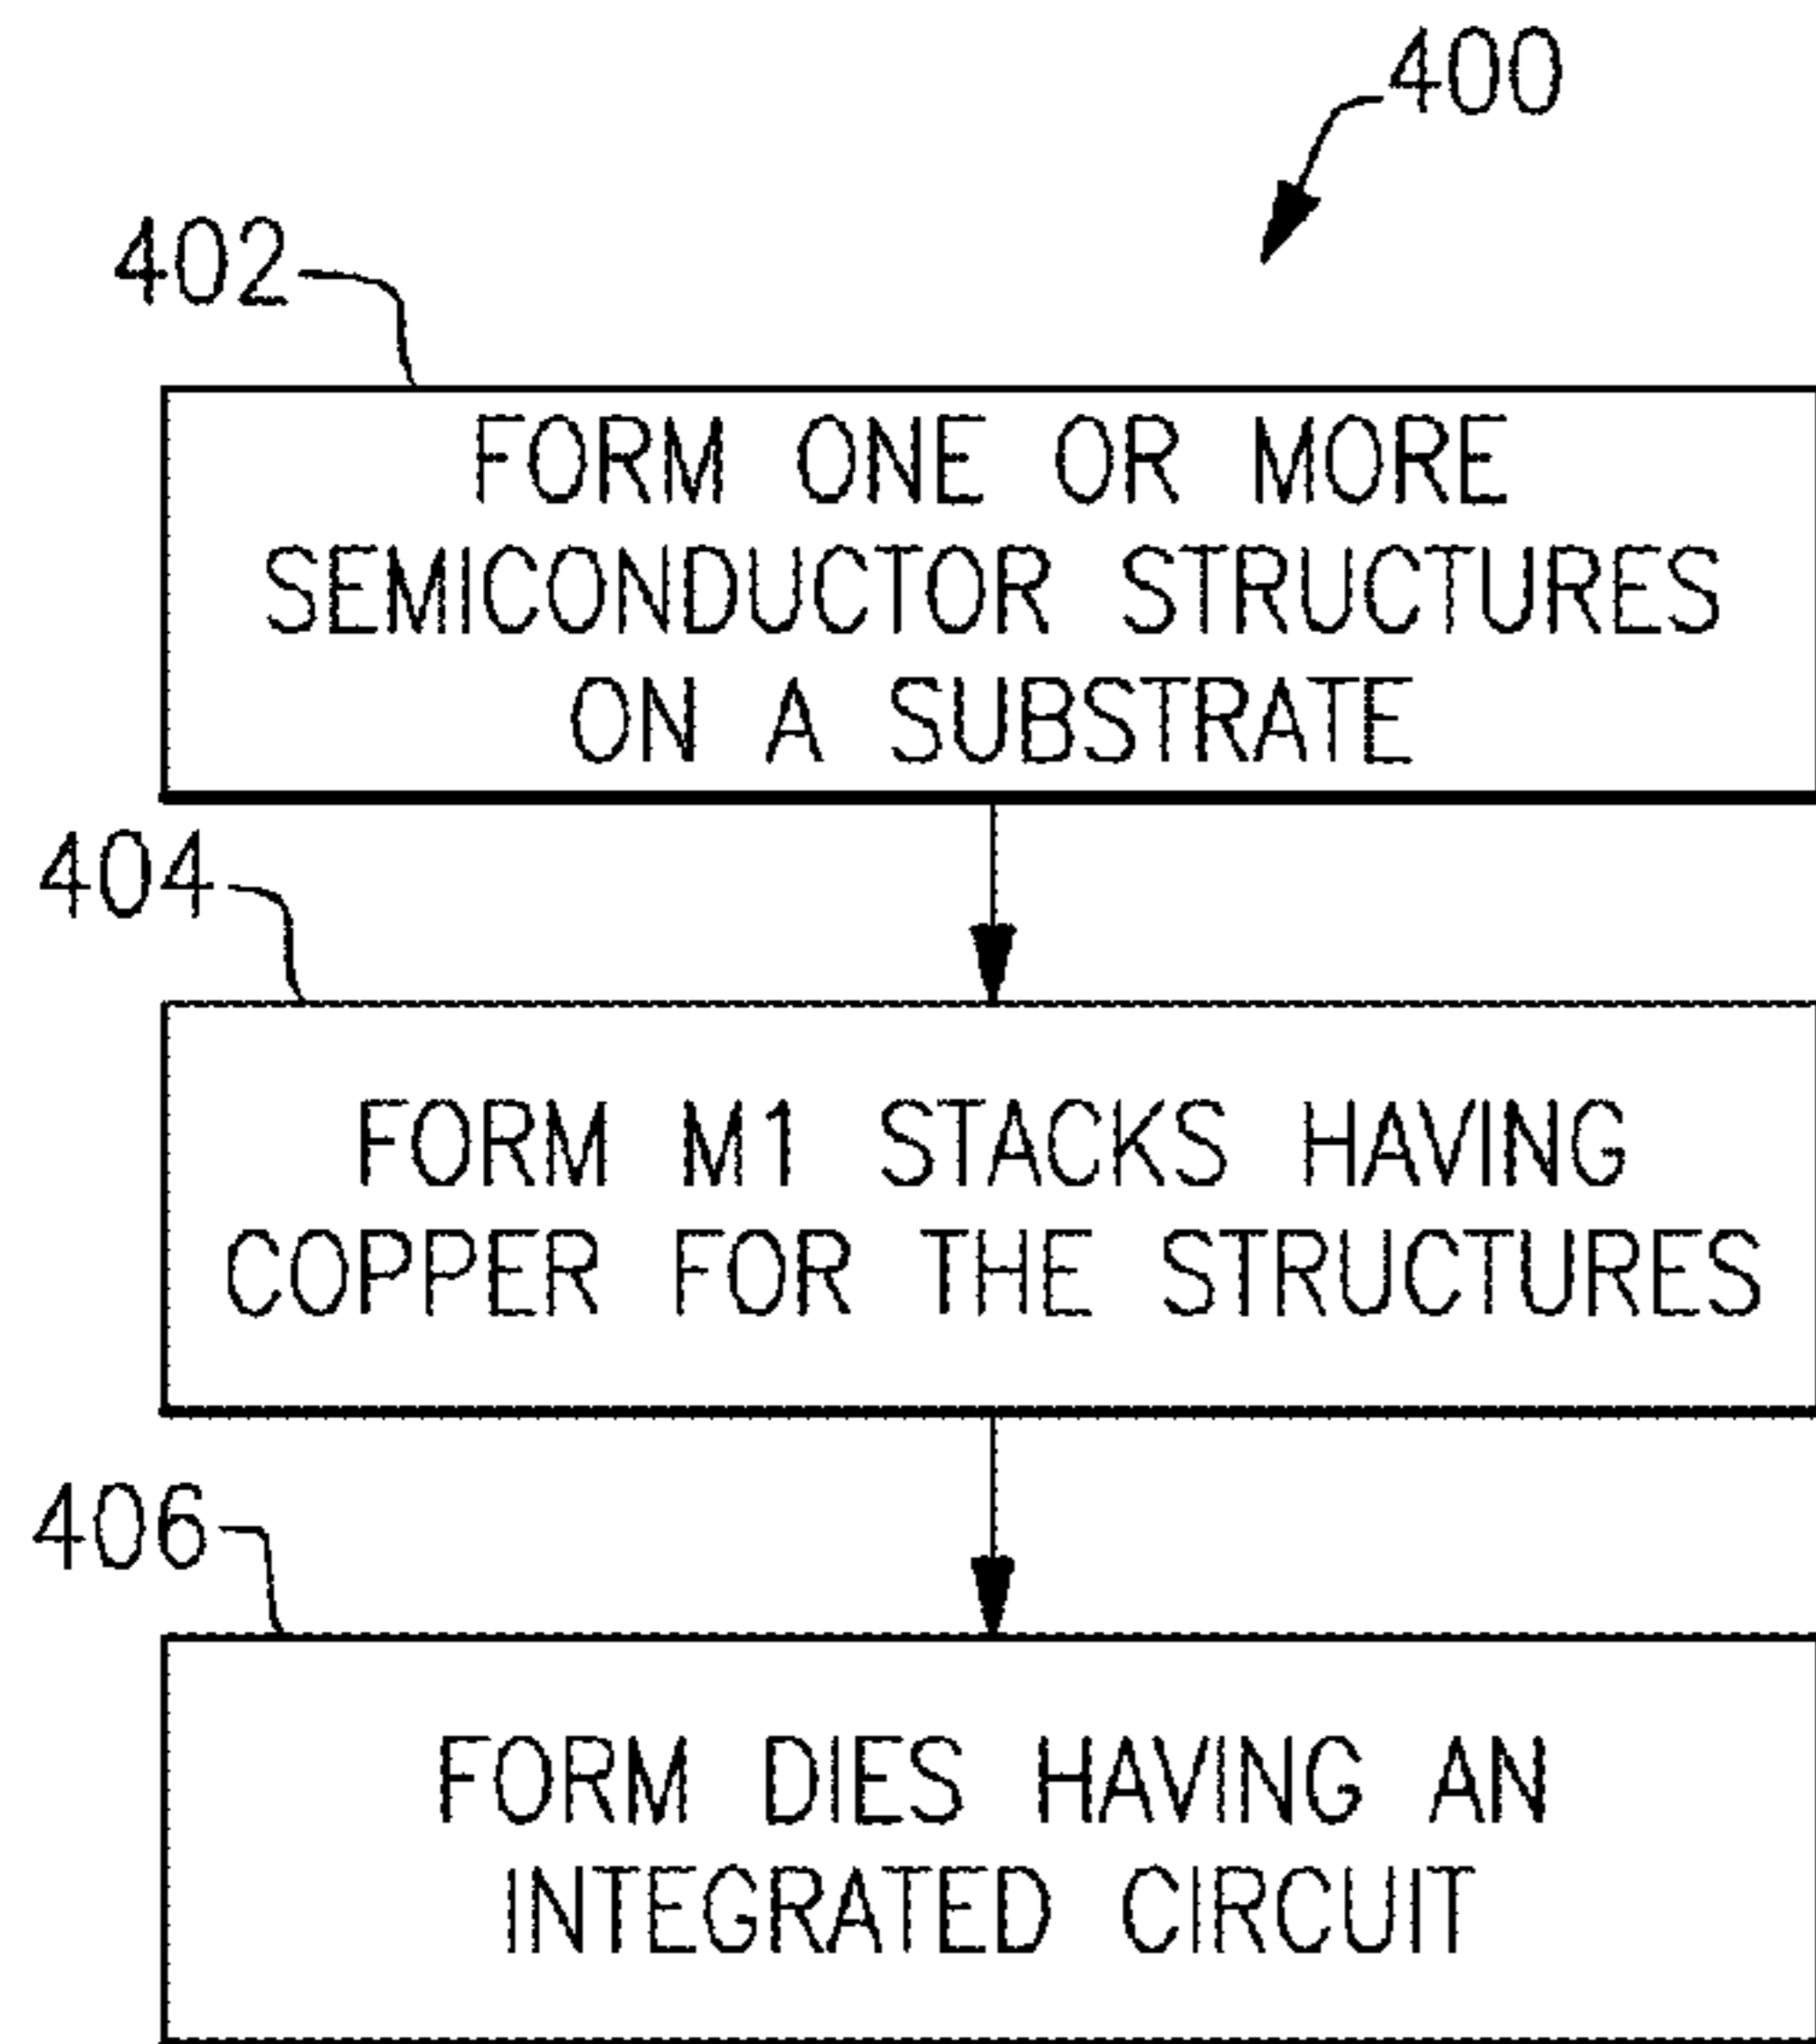 400
402
FORM ONE OR MORE
SEMICONDUCTOR STRUCTURES
ON A SUBSTRATE
404
FORM M1 STACKS HAVING
COPPER FOR THE STRUCTURES
406
FORM DIES HAVING AN
INTEGRATED CIRCUIT